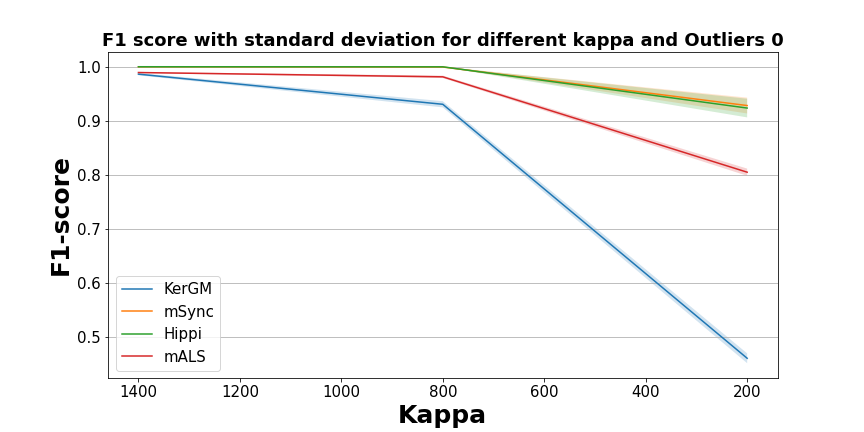 F1 score with standard deviation for different kappa and Outliers 0
F1-score
1.0
0.9
0.8
0.7
0.6
0.5
KerGM
mSync
Hippi
mALS
1400 1200 1000 800 600 400 200
Kappa